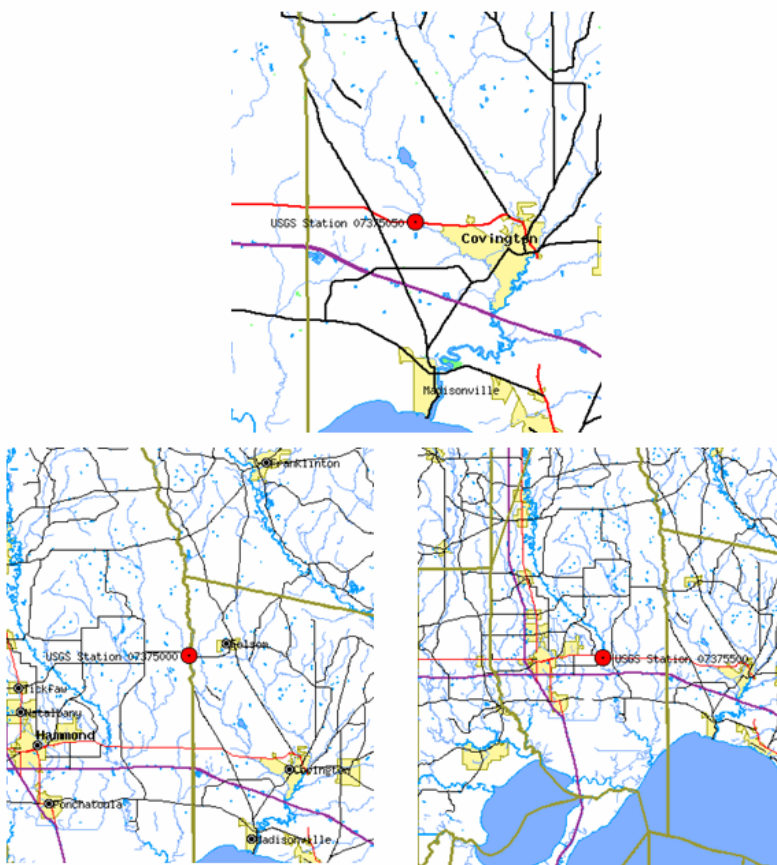 USGS Station 07375050
Covington
Madisonville
Franklinton
USGS Station 07375000
Folsom
Tickfaw
Natalbany
Hammond
Covington
Ponchatoula
Madisonville
USGS Station 07375500